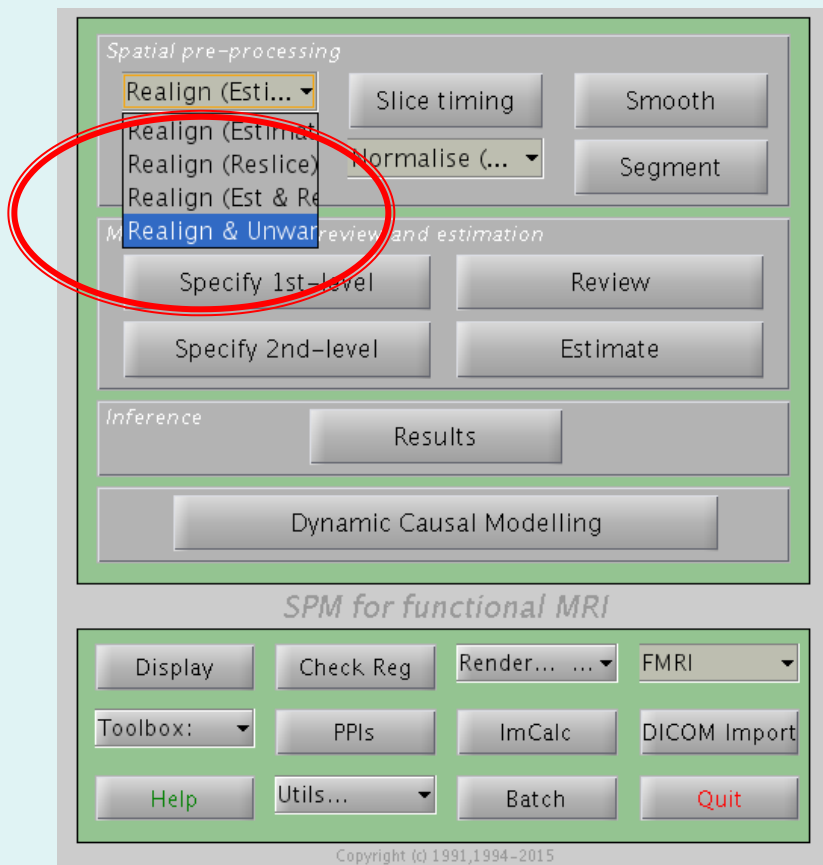 Spatial pre-processing
Realign (Esti...
Slice timing
Smooth
Realign (Estimat
Realign (Reslice)
Normalise (...
Segment
Realign (Est & Re
Realign & Unwar
review and estimation
Specify 1st-level
Review
Specify 2nd-level
Estimate
Inference
Results
Dynamic Causal Modelling
SPM for functional MRI
Display
Check Reg
Render... ...
FMRI
Toolbox:
PPIs
ImCalc
DICOM Import
Help
Utils...
Batch
Quit
Copyright (c) 1991,1994-2015